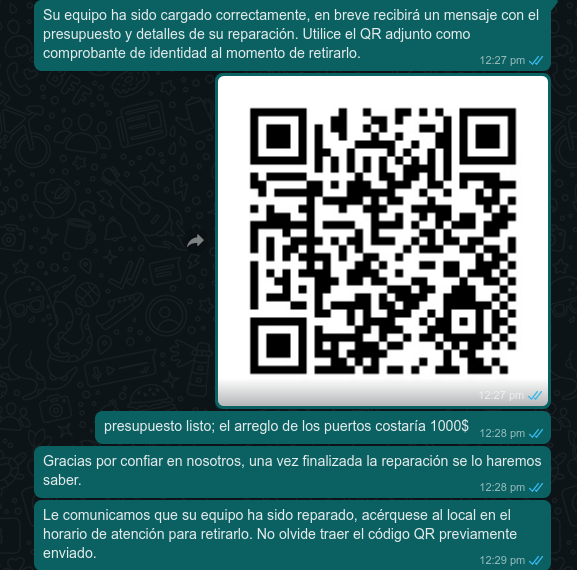 Su equipo ha sido cargado correctamente, en breve recibirá un mensaje con el
presupuesto y detalles de su reparación. Utilice el QR adjunto como
comprobante de identidad al momento de retirarlo.
12:27 pm
12:27 pm
presupuesto listo; el arreglo de los puertos costaría 1000$
12:28 pm
Gracias por confiar en nosotros, una vez finalizada la reparación se lo haremos
saber.
12:28 pm
Le comunicamos que su equipo ha sido reparado, acérquese al local en el
horario de atención para retirarlo. No olvide traer el código QR previamente
enviado.
12:29 pm